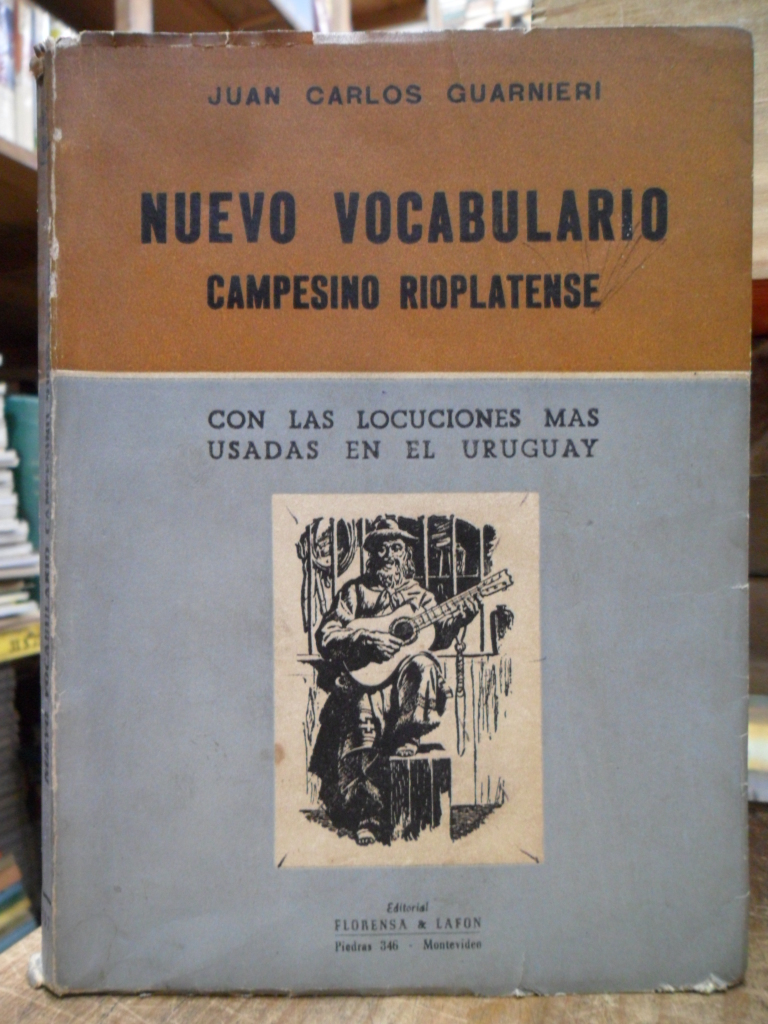 JUAN CARLOS GUARNIERI
NUEVO VOCABULARIO
CAMPESINO RIOPLATENSE
CON LAS LOCUCIONES MAS
USADAS EN EL URUGUAY
Editorial
FLORENSA & LAFON
Piedras 346 - Montevideo